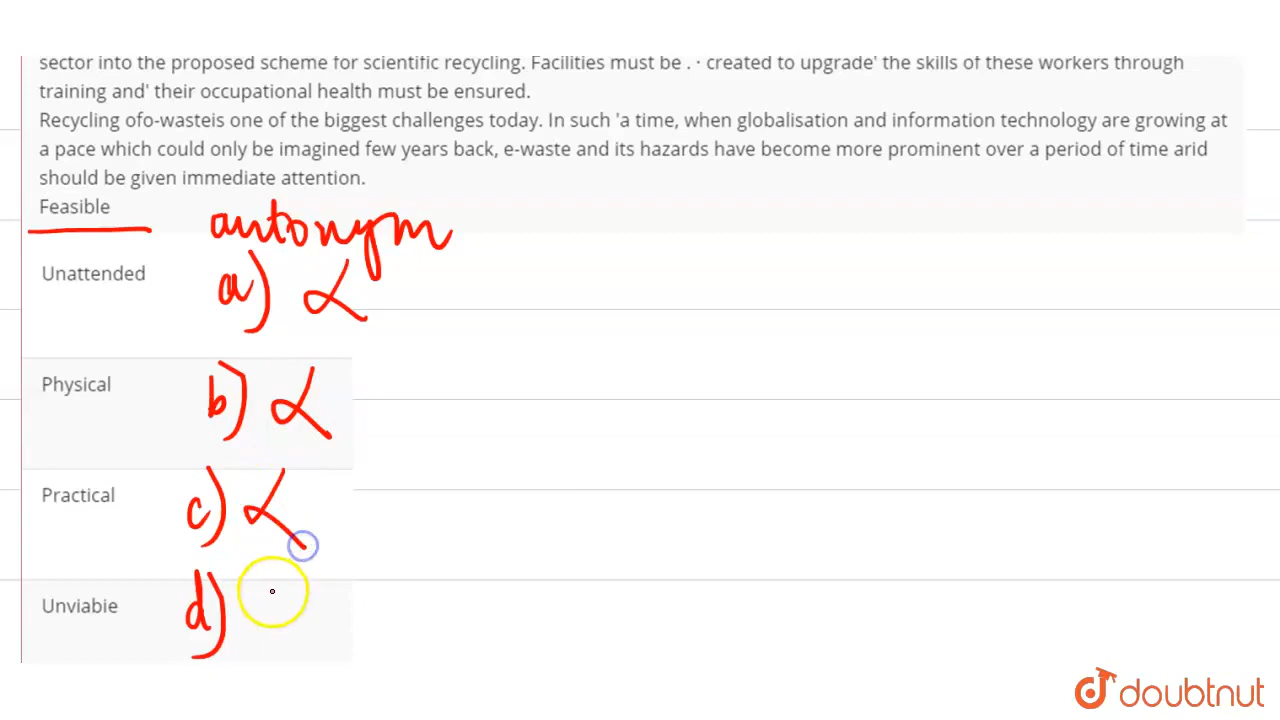 sector into the proposed scheme for scientific recycling. Facilities must be . · created to upgrade' the skills of these workers through
training and' their occupational health must be ensured.
Recycling ofo-wasteis one of the biggest challenges today. In such 'a time, when globalisation and information technology are growing at
a pace which could only be imagined few years back, e-waste and its hazards have become more prominent over a period of time arid
should be given immediate attention.
Feasible antonym
Unattended a)
Physical b)
Practical c)
Unviabie d)
doubtnut